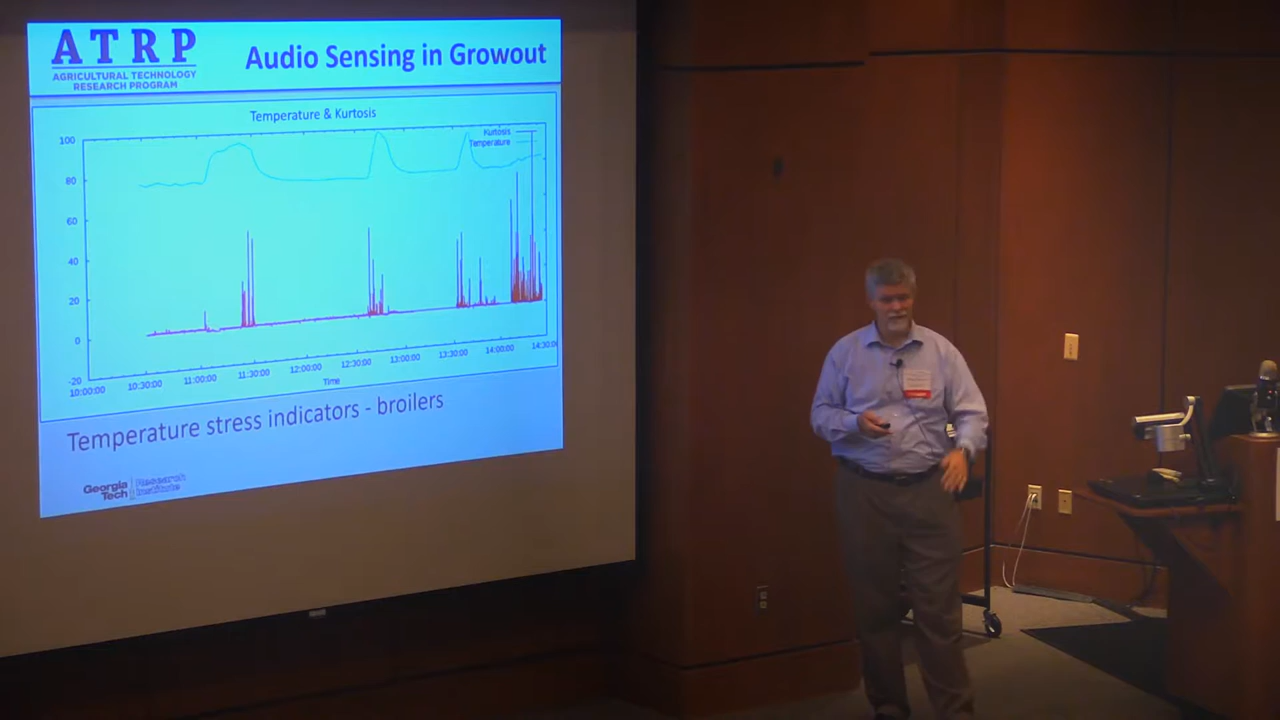 ATRP
AGRICULTURAL TECHNOLOGY
RESEARCH PROGRAM
Audio Sensing in Growout
Temperature & Kurtosis
Kurtosis
Temperature
100
80
60
40
20
0
-20
10:00:00 10:30:00 11:00:00 11:30:00 12:00:00 12:30:00 13:00:00 13:30:00 14:00:00 14:30:00
Time
Temperature stress indicators - broilers
Georgia Research
Tech Institute